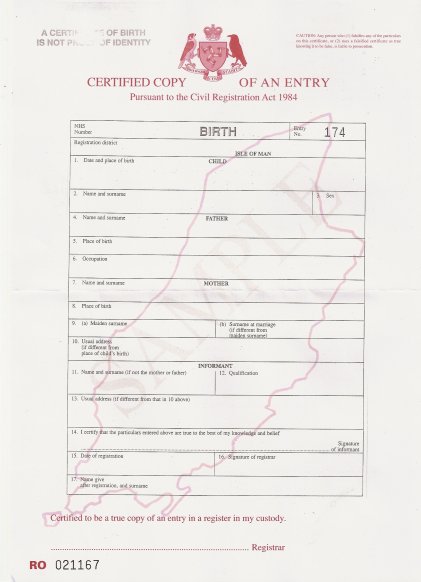 A CERTIFICATE OF BIRTH
IS NOT PROOF OF IDENTITY
CAUTION: Any person who (1) falsifies any of the particulars
on this certificate, or (2) uses a falsified certificate as true
knowing it to be false, is liable to prosecution.
CERTIFIED COPY OF AN ENTRY
Pursuant to the Civil Registration Act 1984
NHS
Number
BIRTH
Entry
No. 174
Registration district
ISLE OF MAN
1. Date and place of birth
CHILD
2. Name and surname
3. Sex
4. Name and surname
FATHER
5. Place of birth
6. Occupation
7. Name and surname
MOTHER
8. Place of birth
9. (a) Maiden surname
(b) Surname at marriage
(if different from
maiden surname)
10. Usual address
(if different from
place of child's birth)
INFORMANT
11. Name and surname (if not the mother or father)
12. Qualification
13. Usual address (if different from that in 10 above)
14. I certify that the particulars entered above are true to the best of my knowledge and belief
Signature
of informant
15. Date of registration
16. Signature of registrar
17. Name give
after registration, and surname
SAMPLE
Certified to be a true copy of an entry in a register in my custody.
Registrar
RO 021167